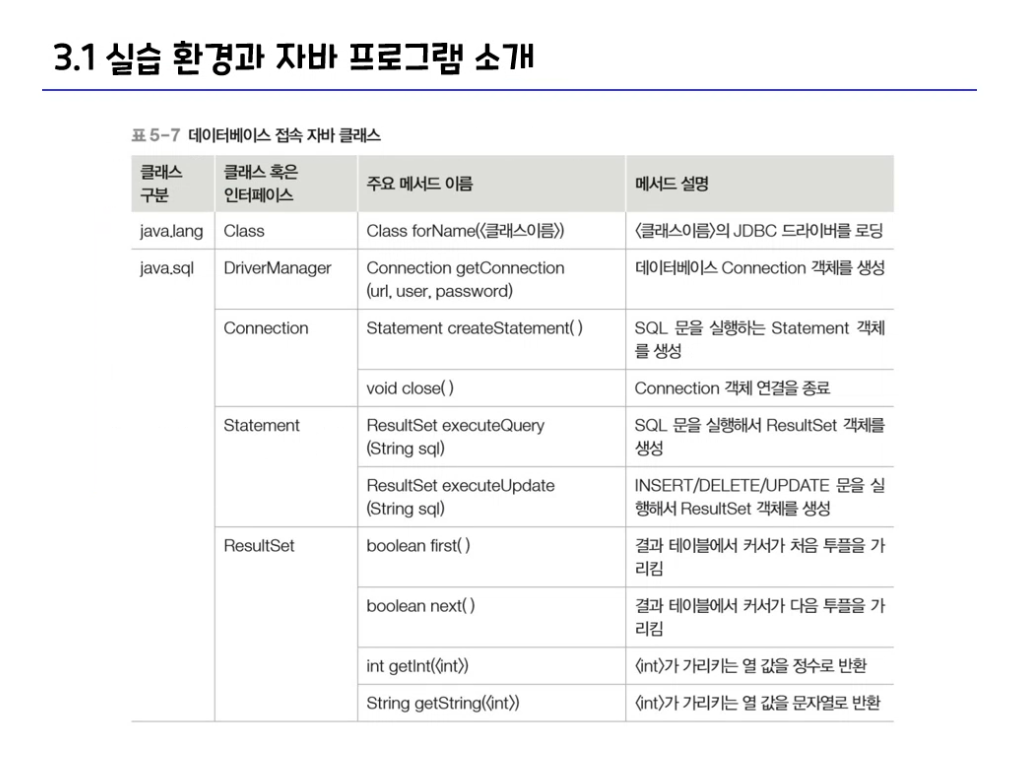 3.1 실습 환경과 자바 프로그램 소개
표 5-7 데이터베이스 접속 자바 클래스
클래스 구분
클래스 혹은 인터페이스
주요 메서드 이름
메서드 설명
java.lang
Class
Class forName(〈클래스이름〉)
〈클래스이름〉의 JDBC 드라이버를 로딩
java.sql
DriverManager
Connection getConnection
(url, user, password)
데이터베이스 Connection 객체를 생성
Connection
Statement createStatement( )
SQL 문을 실행하는 Statement 객체
를 생성
void close( )
Connection 객체 연결을 종료
Statement
ResultSet executeQuery
(String sql)
SQL 문을 실행해서 ResultSet 객체를
생성
ResultSet executeUpdate
(String sql)
INSERT/DELETE/UPDATE 문을 실
행해서 ResultSet 객체를 생성
ResultSet
boolean first( )
결과 테이블에서 커서가 처음 투플을 가
리킴
boolean next( )
결과 테이블에서 커서가 다음 투플을 가
리킴
int getInt(〈int〉)
〈int〉가 가리키는 열 값을 정수로 반환
String getString(〈int〉)
〈int〉가 가리키는 열 값을 문자열로 반환